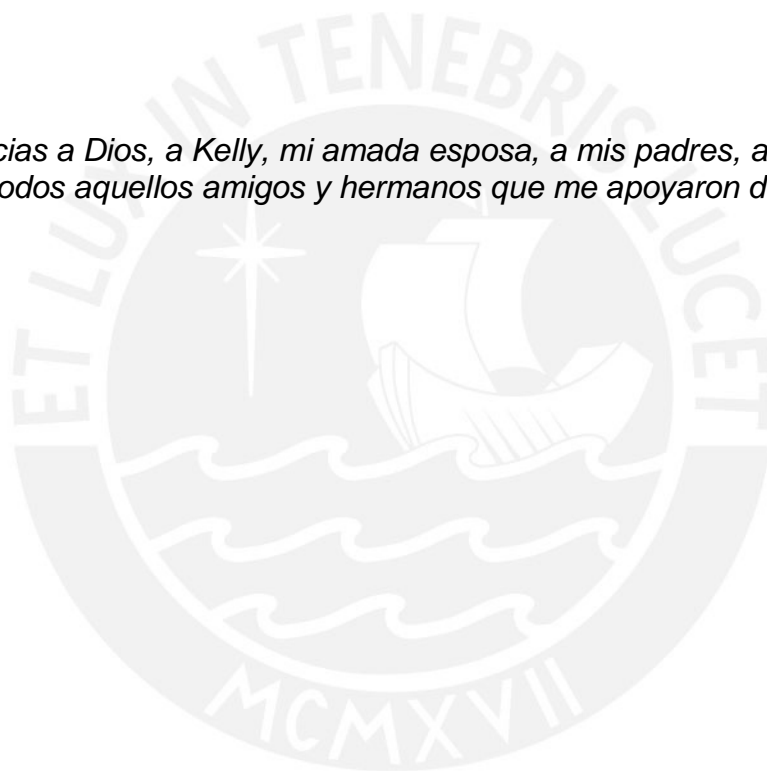 ET LUX IN TENEBRIS LUCET
cias a Dios, a Kelly, mi amada esposa, a mis padres, a
odos aquellos amigos y hermanos que me apoyaron d
MCMXVII